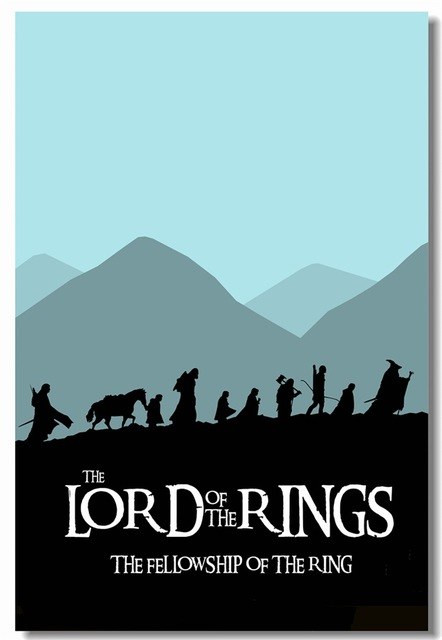 THE
LORD OF THE RINGS
THE FELLOWSHIP OF THE RING